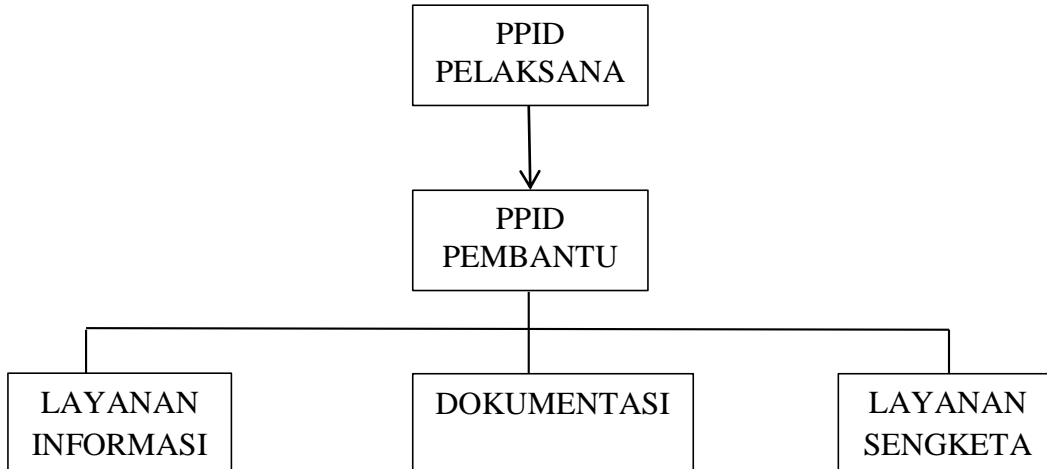 PPID
PELAKSANA
PPID
PEMBANTU
LAYANAN
INFORMASI
DOKUMENTASI
LAYANAN
SENGKETA